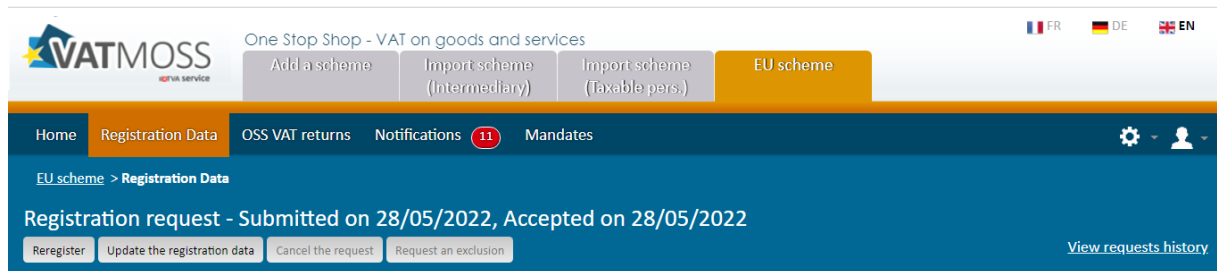 FR DE EN
VATMOSS
eTVA service
One Stop Shop - VAT on goods and services
Add a scheme
Import scheme
(Intermediary)
Import scheme
(Taxable pers.)
EU scheme
Home Registration Data OSS VAT returns Notifications 11 Mandates
EU scheme > Registration Data
Registration request - Submitted on 28/05/2022, Accepted on 28/05/2022
Reregister Update the registration data Cancel the request Request an exclusion View requests history